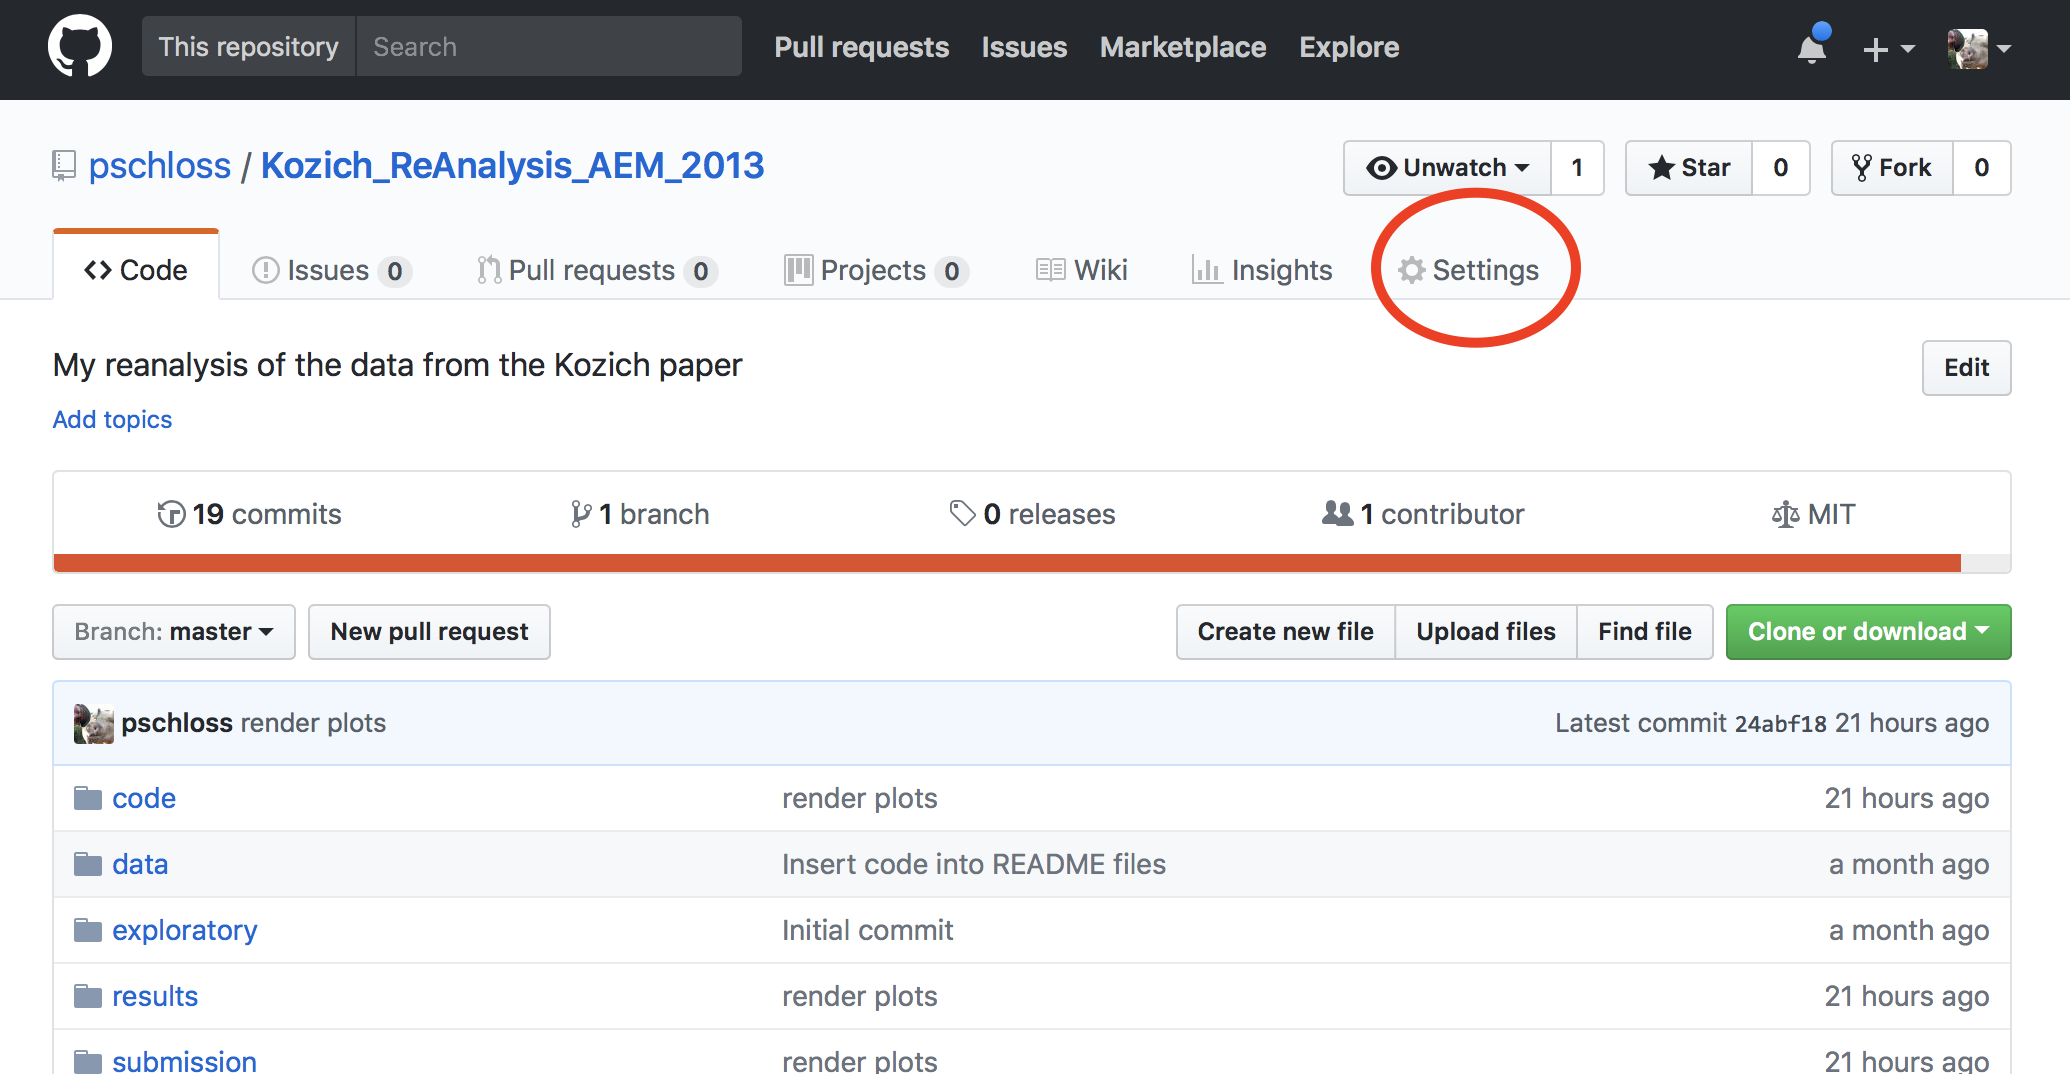 This repository Search Pull requests Issues Marketplace Explore
pschloss / Kozich_ReAnalysis_AEM_2013 Unwatch 1 Star 0 Fork 0
Code Issues 0 Pull requests 0 Projects 0 Wiki Insights Settings
My reanalysis of the data from the Kozich paper Edit
Add topics
19 commits 1 branch 0 releases 1 contributor MIT
Branch: master New pull request Create new file Upload files Find file Clone or download
pschloss render plots Latest commit 24abf18 21 hours ago
code render plots 21 hours ago
data Insert code into README files a month ago
exploratory Initial commit a month ago
results render plots 21 hours ago
submission render plots 21 hours ago